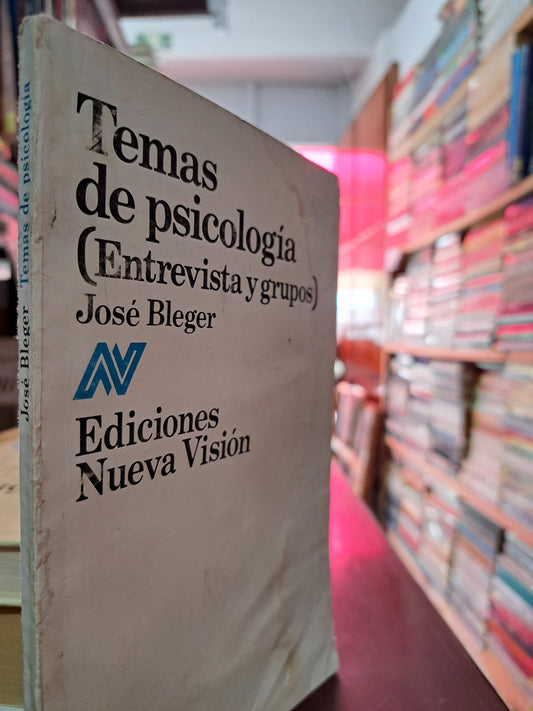 Temas
de psicología
(Entrevista y grupos)
José Bleger
Ediciones
Nueva Visión
José Bleger Temas de psicología